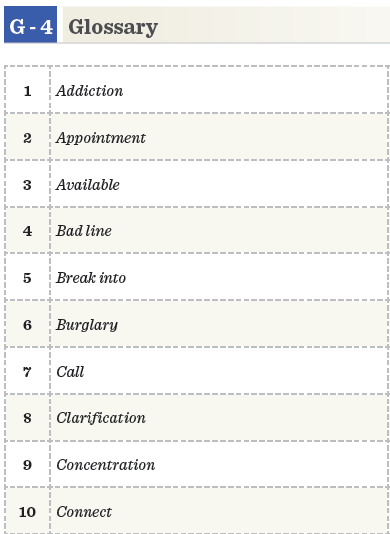 G - 4 Glossary
1 Addiction
2 Appointment
3 Available
4 Bad line
5 Break into
6 Burglary
7 Call
8 Clarification
9 Concentration
10 Connect